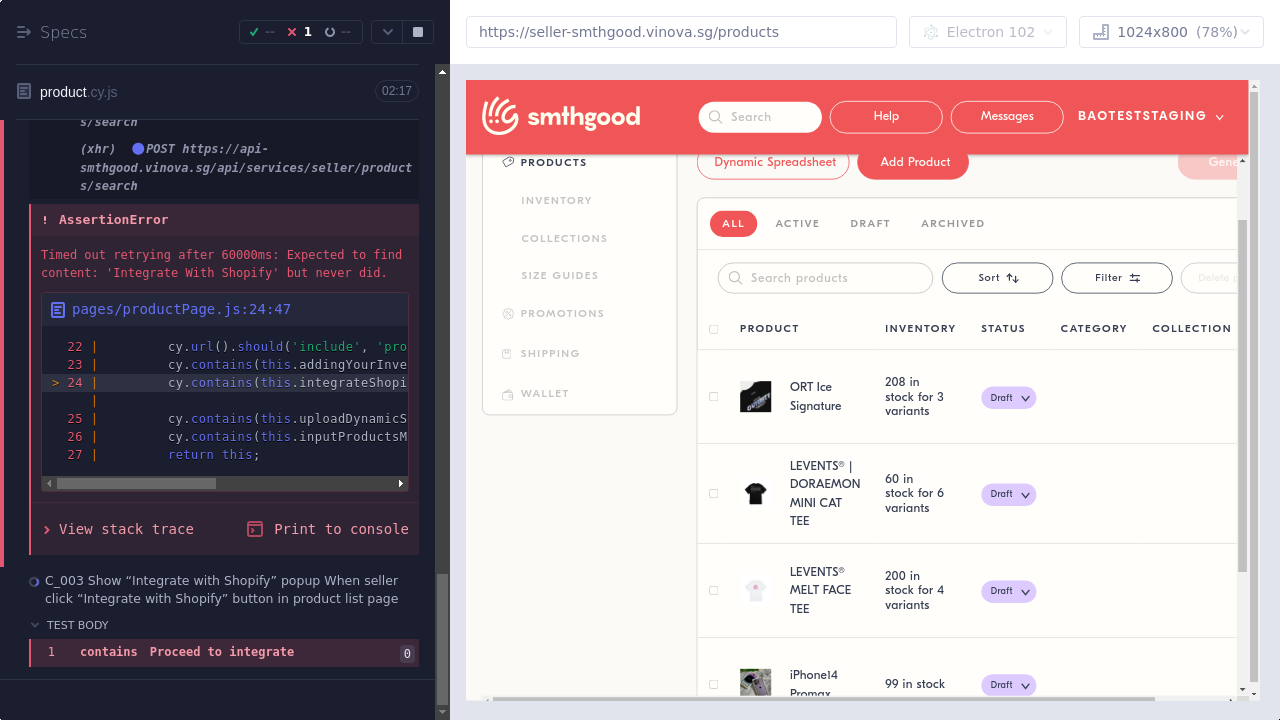 Specs
--
1
--
product.cy.js
02:17
s/search
(xhr) POST https://api-
smthgood.vinova.sg/api/services/seller/product
s/search
! AssertionError
Timed out retrying after 60000ms: Expected to find
content: 'Integrate With Shopify' but never did.
pages/productPage.js:24:47
22 | cy.url().should('include', 'pro
23 | cy.contains(this.addingYourInve
> 24 | cy.contains(this.integrateShopi
|
25 | cy.contains(this.uploadDynamicS
26 | cy.contains(this.inputProductsM
27 | return this;
View stack trace
Print to console
C_003 Show “Integrate with Shopify” popup When seller
click “Integrate with Shopify” button in product list page
TEST BODY
1 contains Proceed to integrate 0
https://seller-smthgood.vinova.sg/products
Electron 102
1024x800 (78%)
smthgood
Search
Help
Messages
BAOTESTSTAGING
PRODUCTS
INVENTORY
COLLECTIONS
SIZE GUIDES
PROMOTIONS
SHIPPING
WALLET
Dynamic Spreadsheet
Add Product
Gene
ALL
ACTIVE
DRAFT
ARCHIVED
Search products
Sort
Filter
Delete p
PRODUCT INVENTORY STATUS CATEGORY COLLECTION
ORT Ice
Signature
208 in
stock for 3
variants
Draft
LEVENTS® |
DORAEMON
MINI CAT
TEE
60 in
stock for 6
variants
Draft
LEVENTS®
MELT FACE
TEE
200 in
stock for 4
variants
Draft
iPhone14
Promax
99 in stock
Draft